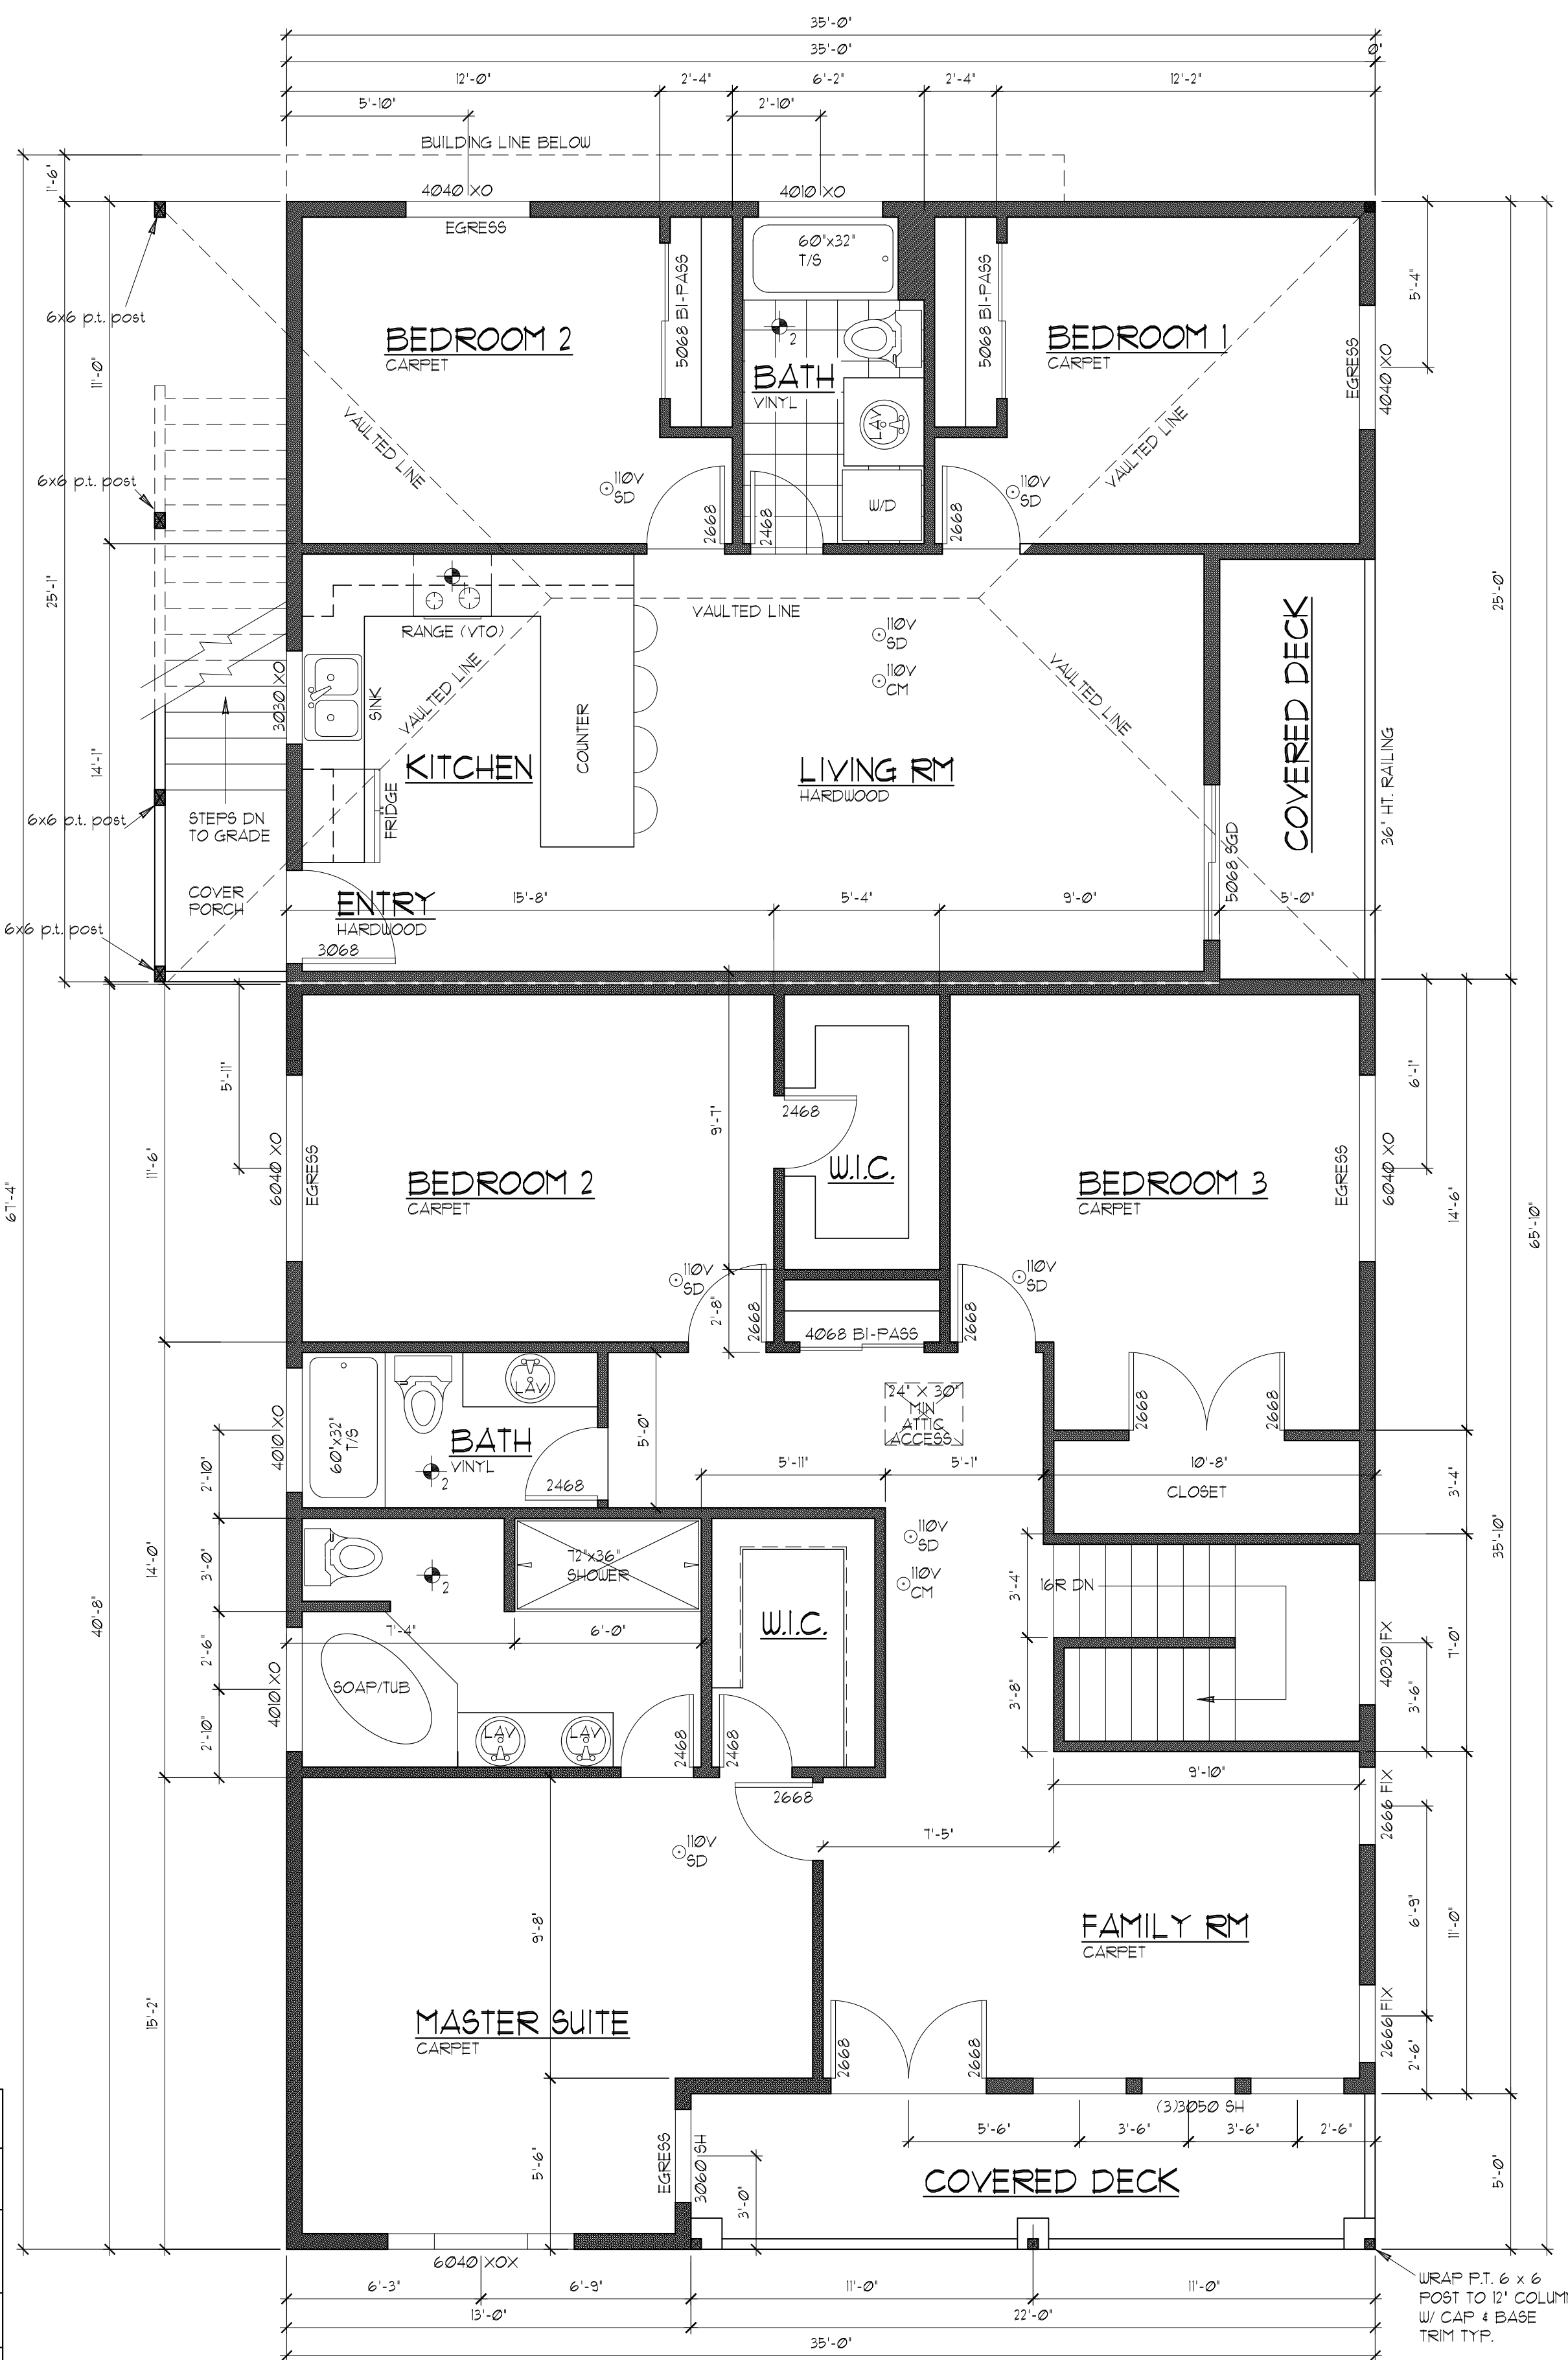 35'-0"
35'-0"
0"
12'-0"
2'-4"
6'-2"
2'-4"
12'-2"
5'-10"
2'-10"
BUILDING LINE BELOW
1'-6"
4040 XO
4010 XO
EGRESS
60"x32"
T/S
5068 BI-PASS
5068 BI-PASS
5'-4"
6x6 p.t. post
BEDROOM 2
CARPET
2
BATH
VINYL
BEDROOM 1
CARPET
EGRESS
4040 XO
11'-0"
VAULTED LINE
LAV
VAULTED LINE
6x6 p.t. post
110V
SD
2668
2468
W/D
2668
110V
SD
25'-1"
25'-0"
RANGE (VTO)
VAULTED LINE
110V
SD
110V
CM
VAULTED LINE
VAULTED LINE
COVERED DECK
3030 XO
SINK
14'-1"
KITCHEN
COUNTER
LIVING RM
HARDWOOD
36" HT. RAILING
6x6 p.t. post
STEPS DN
TO GRADE
FRIDGE
5068 SGD
COVER
PORCH
ENTRY
HARDWOOD
3068
15'-8"
5'-4"
9'-0"
5'-0"
6x6 p.t. post
5'-11"
6'-1"
2468
9'-7"
67'-4"
11'-6"
6040 XO
EGRESS
BEDROOM 2
CARPET
W.I.C.
BEDROOM 3
CARPET
EGRESS
6040 XO
14'-6"
65'-10"
110V
SD
2'-8"
2668
4068 BI-PASS
2668
110V
SD
LAV
24" X 30"
MIN
ATTIC
ACCESS
2668
2668
4010 XO
60"x32"
T/S
BATH
VINYL
2
2468
5'-0"
2'-10"
5'-11"
5'-1"
10'-8"
CLOSET
3'-4"
35'-10"
14'-0"
3'-0"
2
72"x36"
SHOWER
110V
SD
110V
CM
3'-4"
16R DN
40'-8"
7'-4"
6'-0"
W.I.C.
4030 FX
7'-0"
2'-6"
4010 XO
SOAP/TUB
3'-8"
3'-6"
2'-10"
LAV
LAV
2468
2468
2668
9'-10"
2666 FIX
7'-5"
110V
SD
9'-8"
FAMILY RM
CARPET
6'-9"
11'-0"
15'-2"
MASTER SUITE
CARPET
2668
2668
2666 FIX
2'-6"
(3)3050 SH
5'-6"
3'-6"
3'-6"
2'-6"
5'-6"
EGRESS
3060 SH
3'-0"
COVERED DECK
5'-0"
6040 XOX
6'-3"
6'-9"
11'-0"
11'-0"
13'-0"
22'-0"
35'-0"
WRAP P.T. 6 x 6
POST TO 12" COLUMN
W/ CAP & BASE
TRIM TYP.